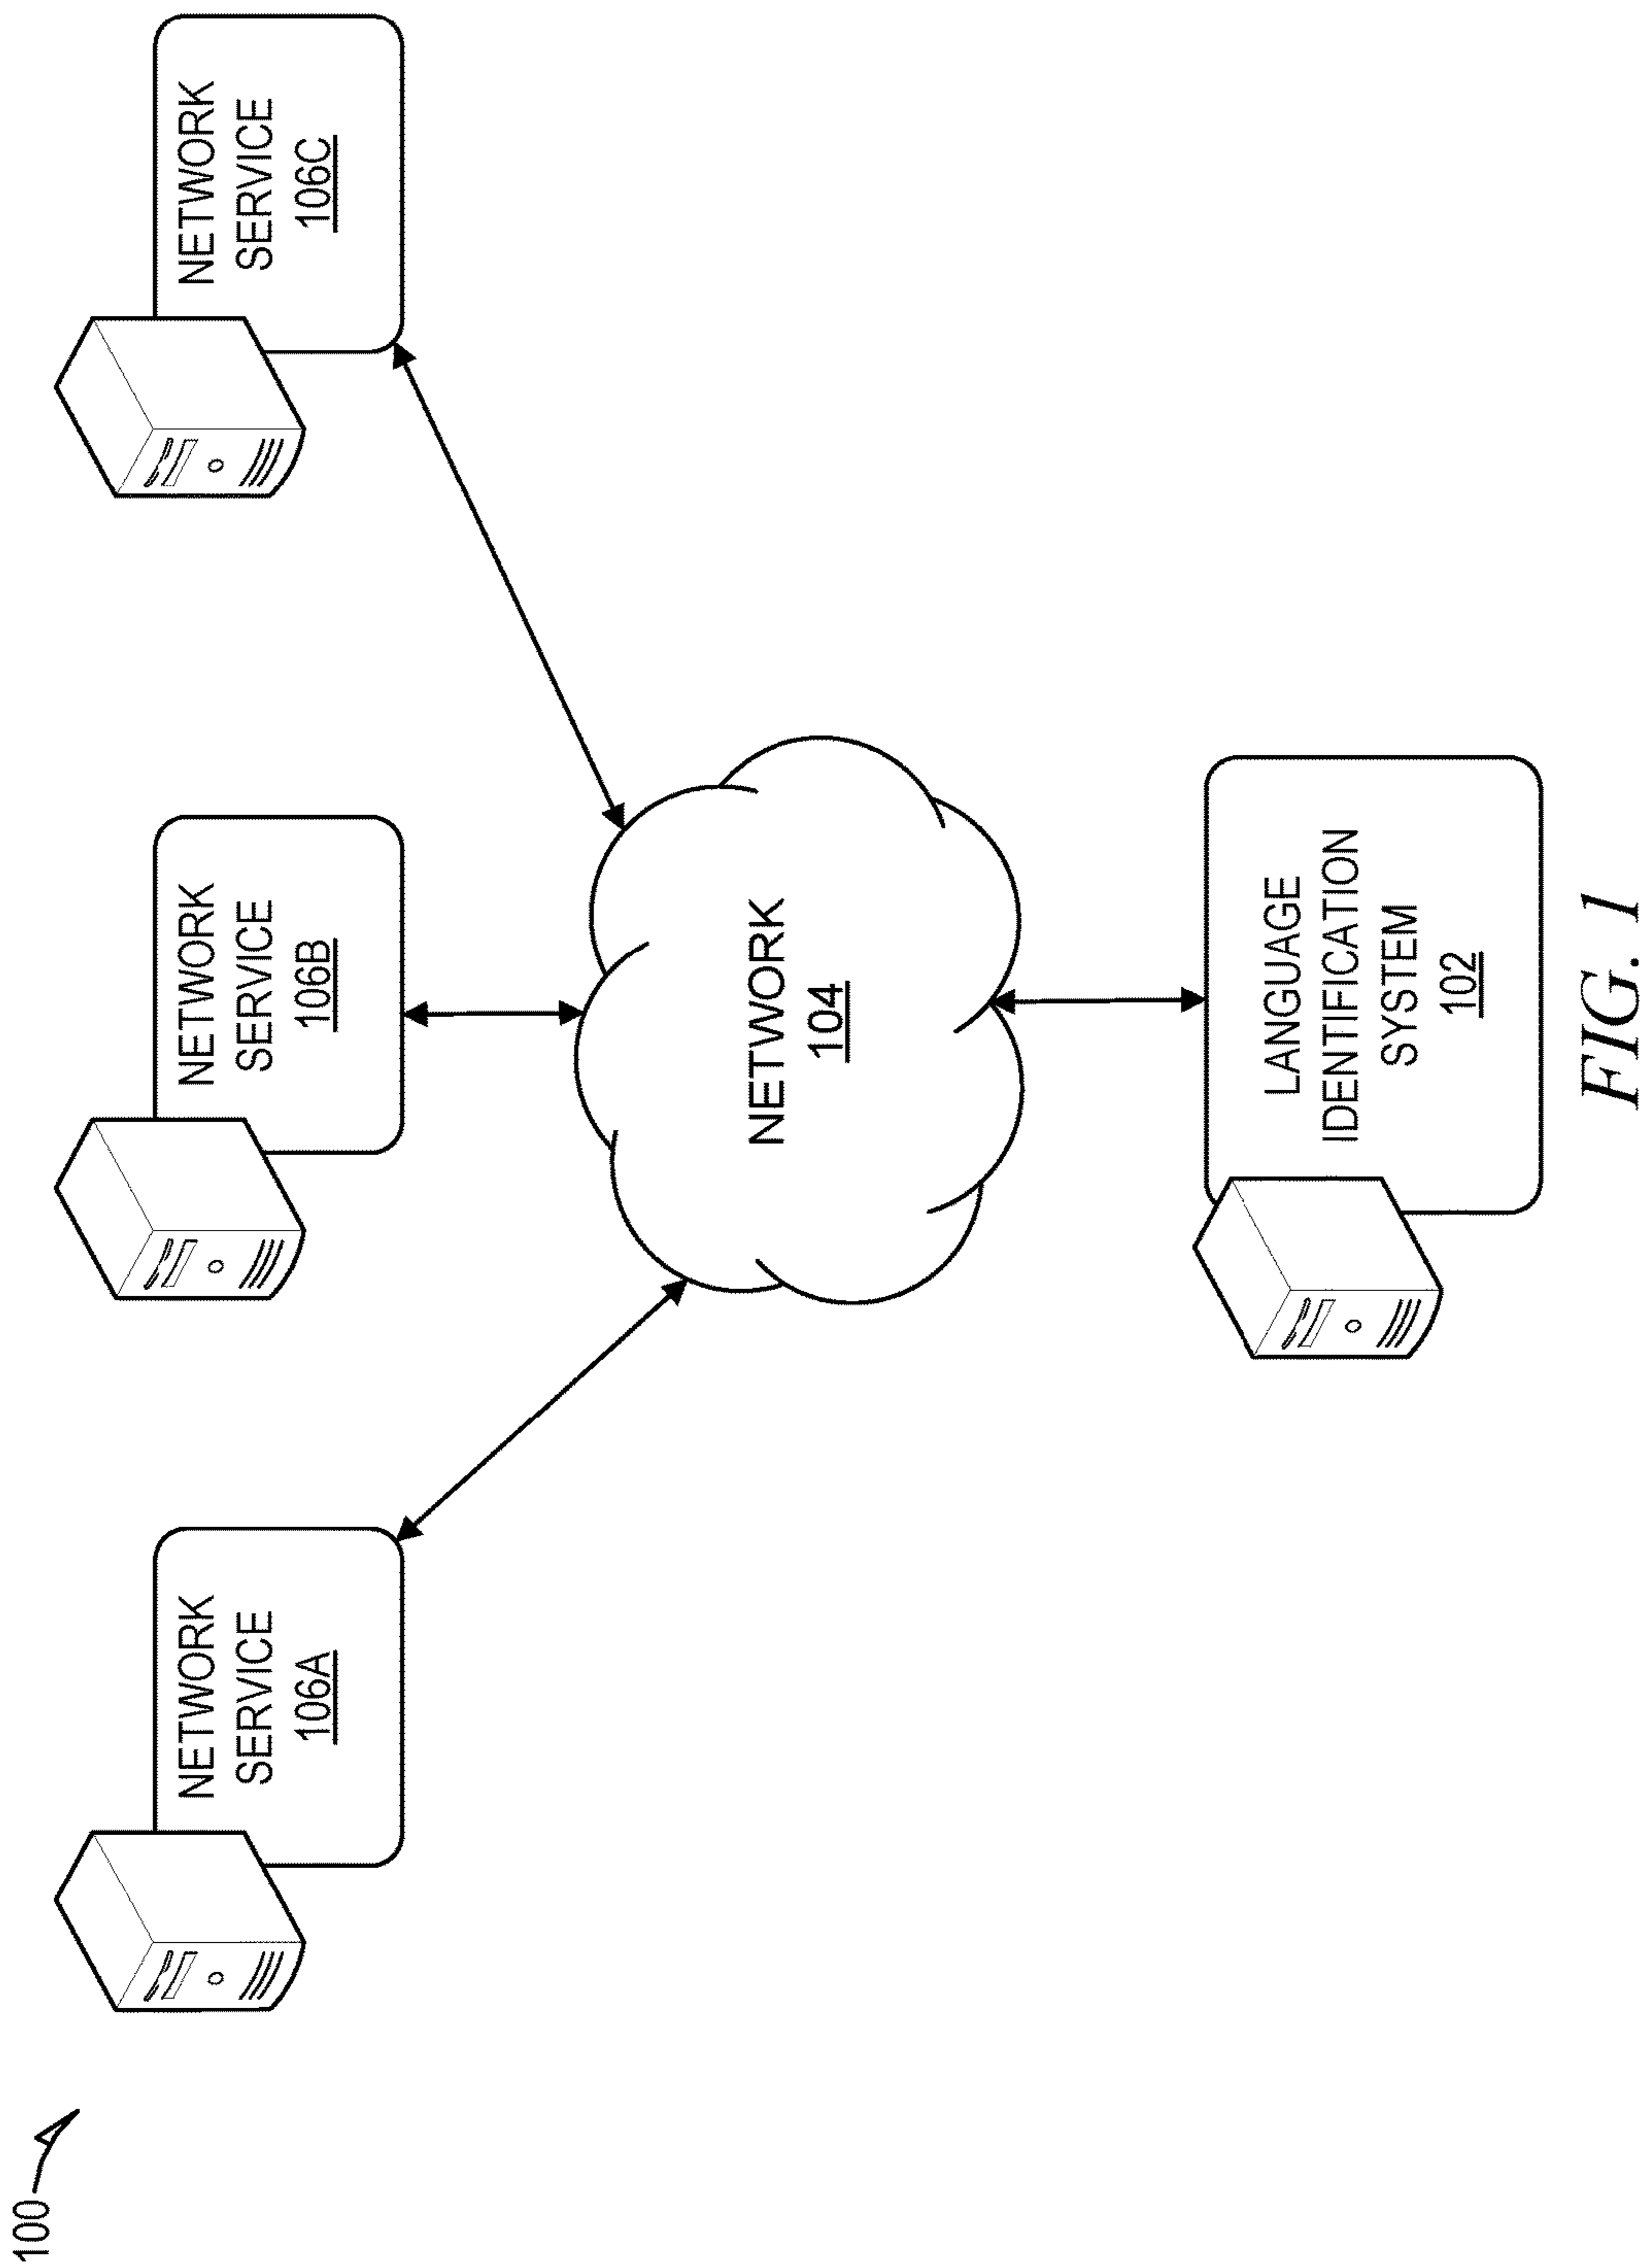 100
NETWORK
SERVICE
106A
NETWORK
SERVICE
106B
NETWORK
SERVICE
106C
NETWORK
104
LANGUAGE
IDENTIFICATION
SYSTEM
102
FIG. 1